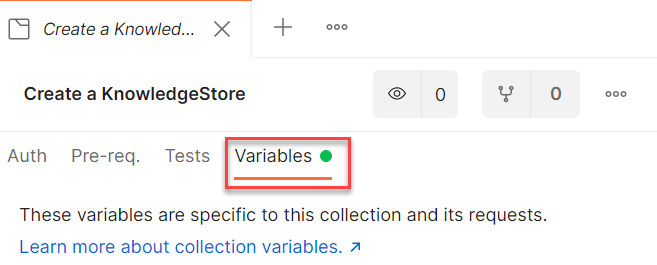 Create a Knowled...
Create a KnowledgeStore
0
0
Auth
Pre-req.
Tests
Variables
These variables are specific to this collection and its requests.
Learn more about collection variables. ↗